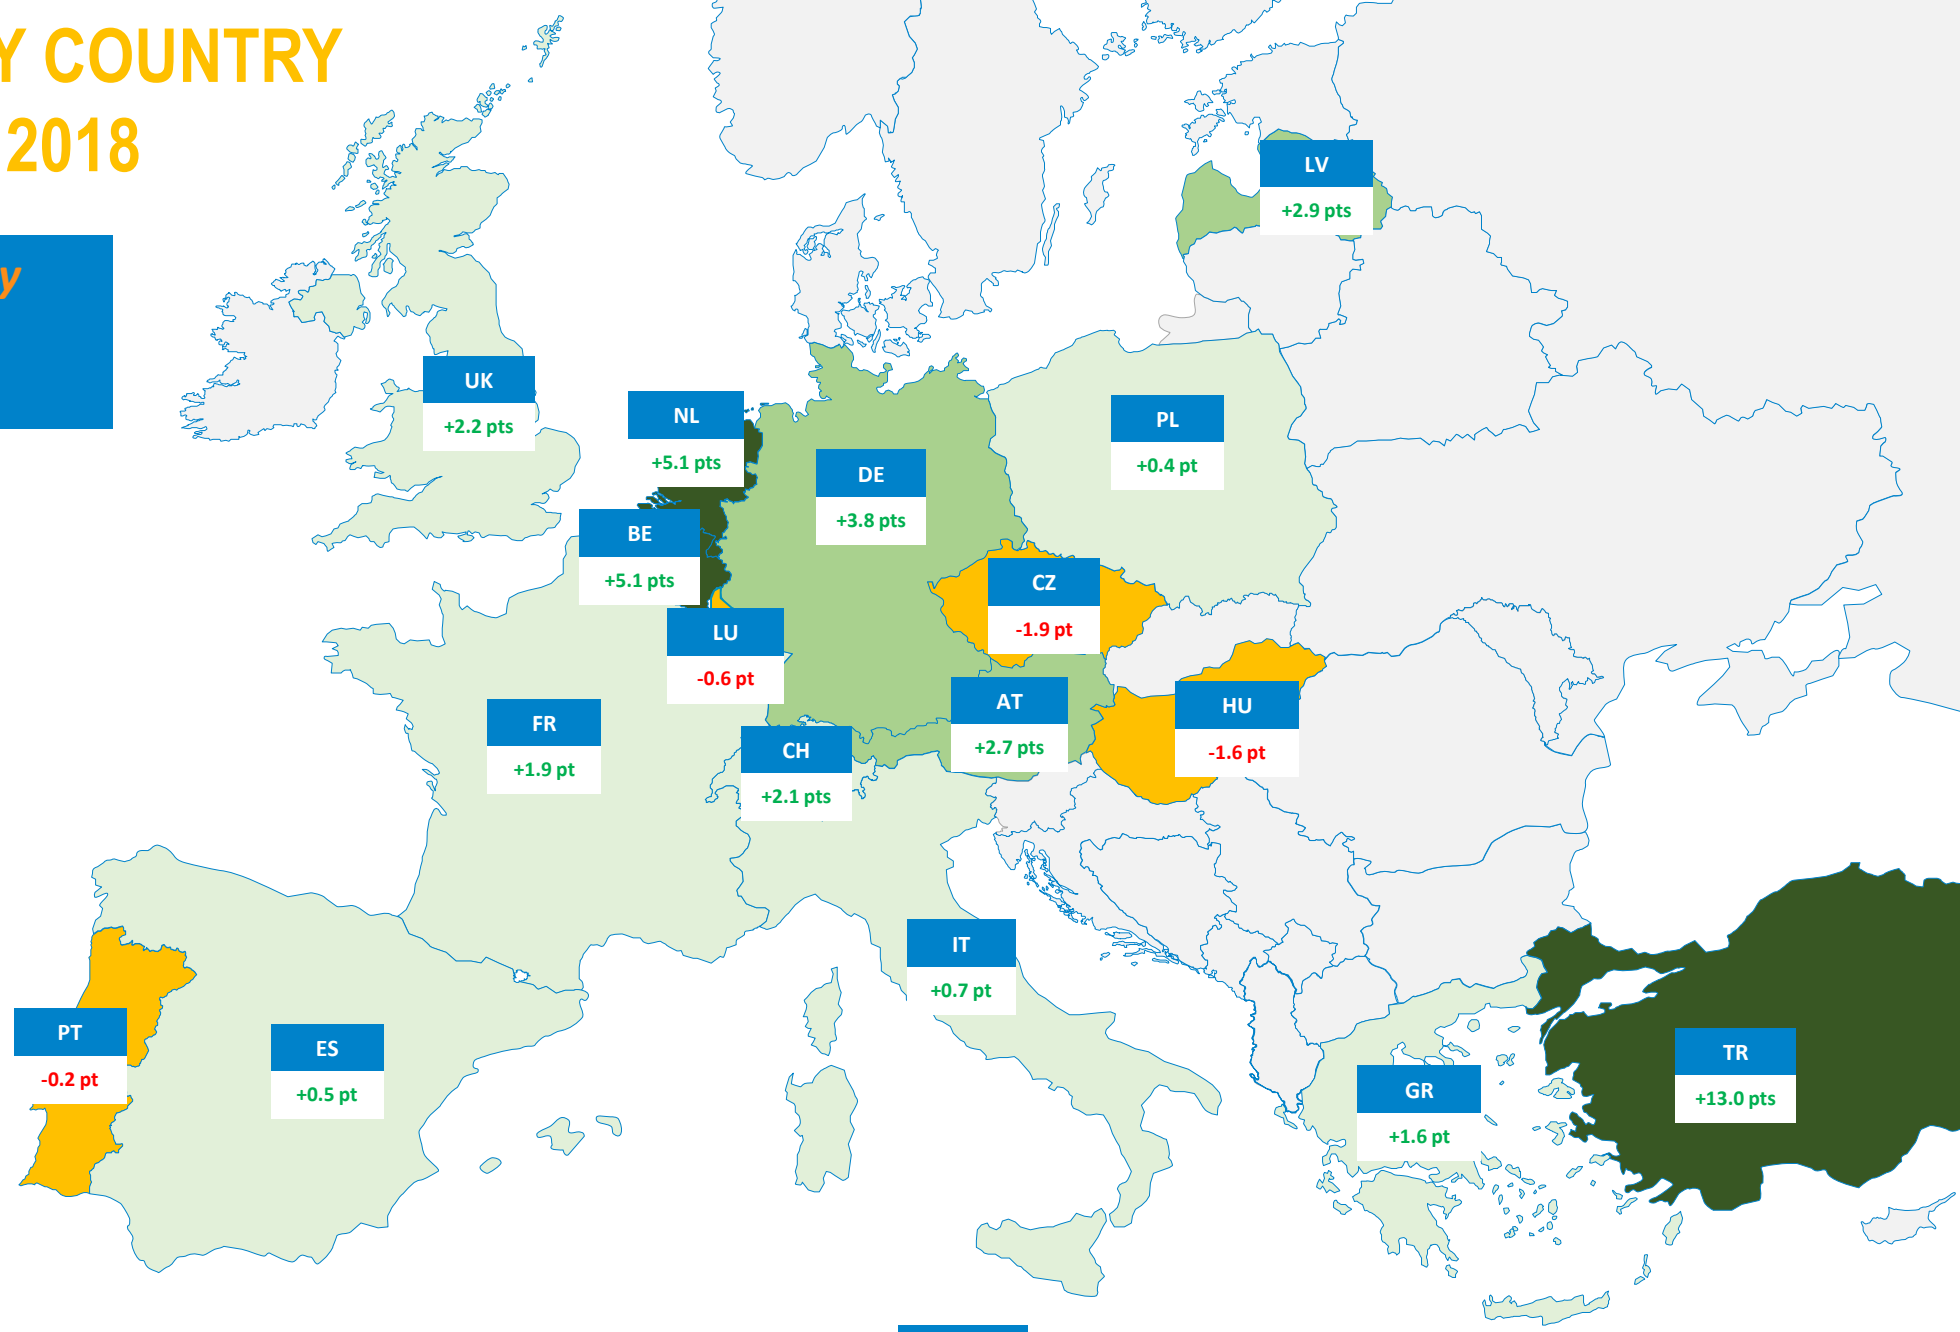 Y COUNTRY
2018
y
LV
+2.9 pts
UK
+2.2 pts
NL
+5.1 pts
PL
+0.4 pt
DE
+3.8 pts
BE
+5.1 pts
CZ
-1.9 pt
LU
-0.6 pt
AT
+2.7 pts
HU
-1.6 pt
FR
+1.9 pt
CH
+2.1 pts
IT
+0.7 pt
PT
-0.2 pt
ES
+0.5 pt
TR
+13.0 pts
GR
+1.6 pt